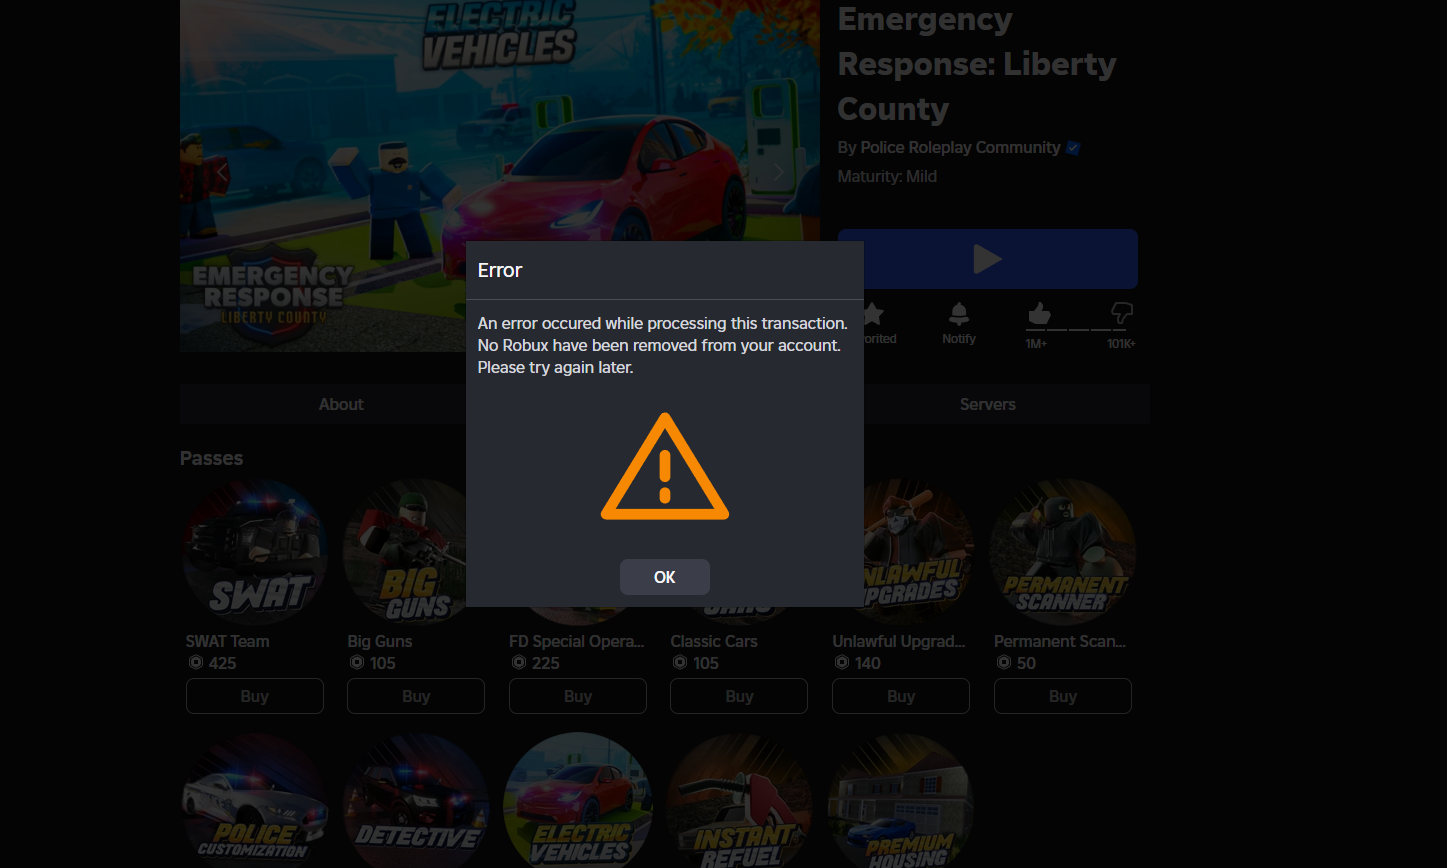 ELECTRIC
VEHICLES
Emergency
Response: Liberty
County
By Police Roleplay Community
Maturity: Mild
EMERGENCY
RESPONSE
LIBERTY COUNTY
orited
Notify
1M+
101K+
Error
An error occured while processing this transaction.
No Robux have been removed from your account.
Please try again later.
OK
About
Servers
Passes
SWAT
BIG
GUNS
CARS
NLAWFUL
PGRADES
PERMANENT
SCANNER
SWAT Team
425
Buy
Big Guns
105
Buy
FD Special Opera...
225
Buy
Classic Cars
105
Buy
Unlawful Upgrad...
140
Buy
Permanent Scan...
50
Buy
POLICE
CUSTOMIZATION
DETECTIVE
ELECTRIC
VEHICLES
INSTANT
REFUEL
PREMIUM
HOUSING